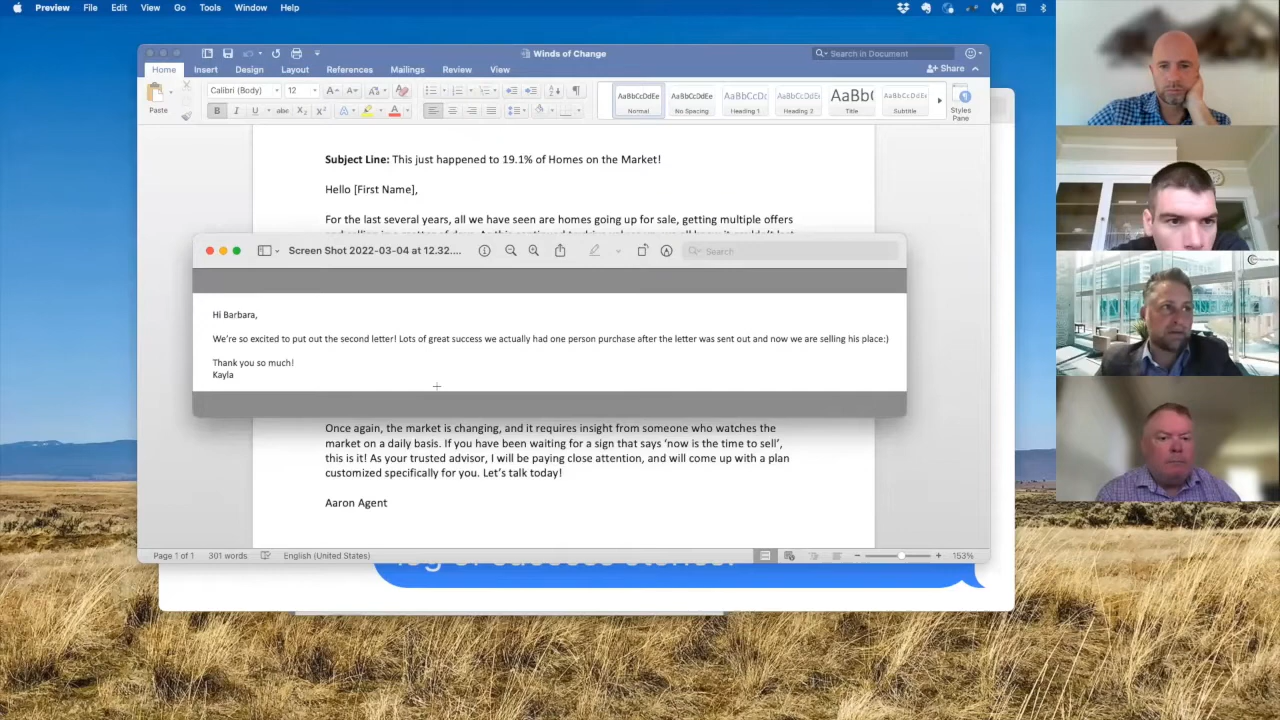 Preview File Edit View Go Tools Window Help
Winds of Change
Search in Document
Home Insert Design Layout References Mailings Review View
Share
Paste
Calibri (Body) 12
AaBbCcDdEe AaBbCcDdEe AaBbCcDc AaBbCcDdEe AaBbC AaBbCcDdEe
Normal No Spacing Heading 1 Heading 2 Title Subtitle
Styles Pane
Subject Line: This just happened to 19.1% of Homes on the Market!
Hello [First Name],
For the last several years, all we have seen are homes going up for sale, getting multiple offers
Screen Shot 2022-03-04 at 12.32....
Search
Hi Barbara,
We're so excited to put out the second letter! Lots of great success we actually had one person purchase after the letter was sent out and now we are selling his place:)
Thank you so much!
Kayla
Once again, the market is changing, and it requires insight from someone who watches the
market on a daily basis. If you have been waiting for a sign that says 'now is the time to sell',
this is it! As your trusted advisor, I will be paying close attention, and will come up with a plan
customized specifically for you. Let's talk today!
Aaron Agent
Page 1 of 1 301 words English (United States) 153%